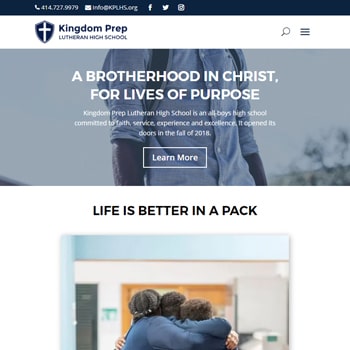 414.727.9979 Info@KPLHS.org
Kingdom Prep
LUTHERAN HIGH SCHOOL
A BROTHERHOOD IN CHRIST,
FOR LIVES OF PURPOSE
Kingdom Prep Lutheran High School is an all-boys high school
committed to faith, service, experience and excellence. It opened its
doors in the fall of 2018.
Learn More
LIFE IS BETTER IN A PACK